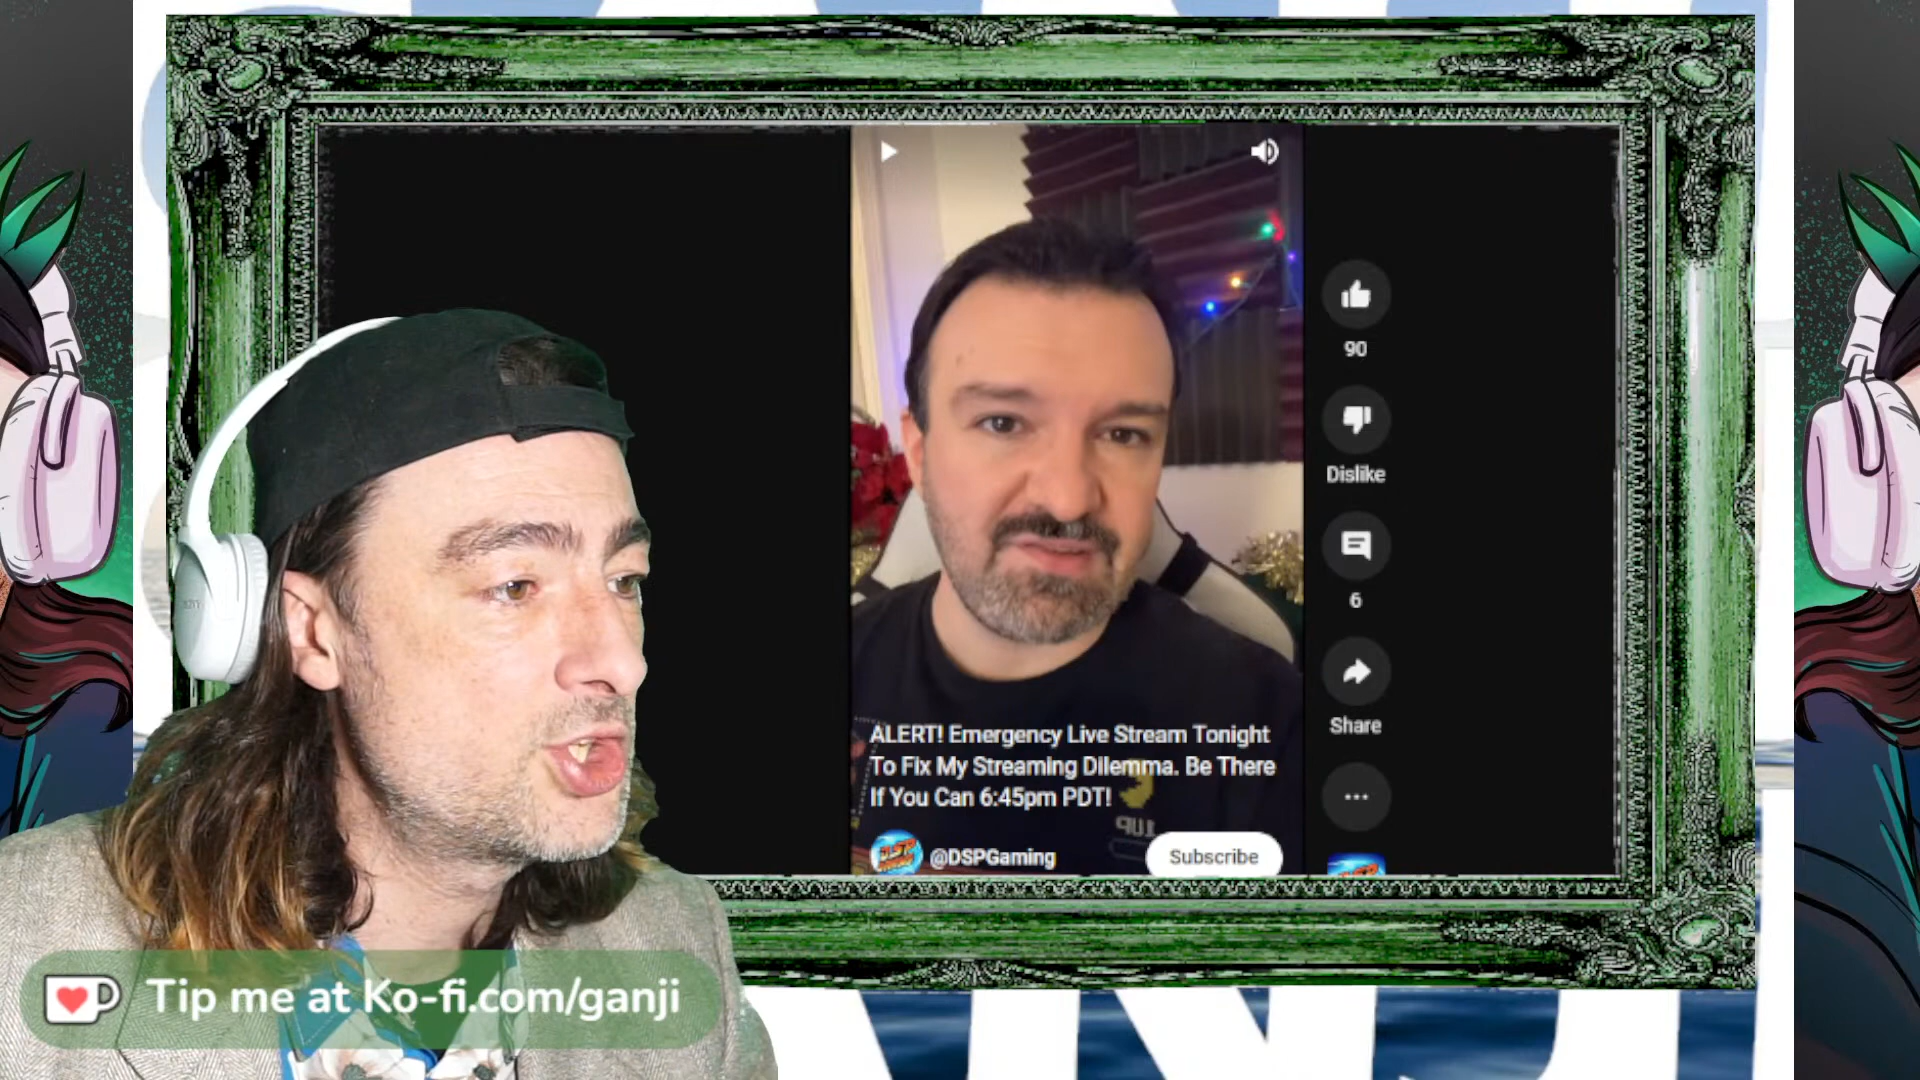 90
Dislike
6
Share
ALERT! Emergency Live Stream Tonight
To Fix My Streaming Dilemma. Be There
If You Can 6:45pm PDT!
@DSPGaming
Subscribe
Tip me at Ko-fi.com/ganji